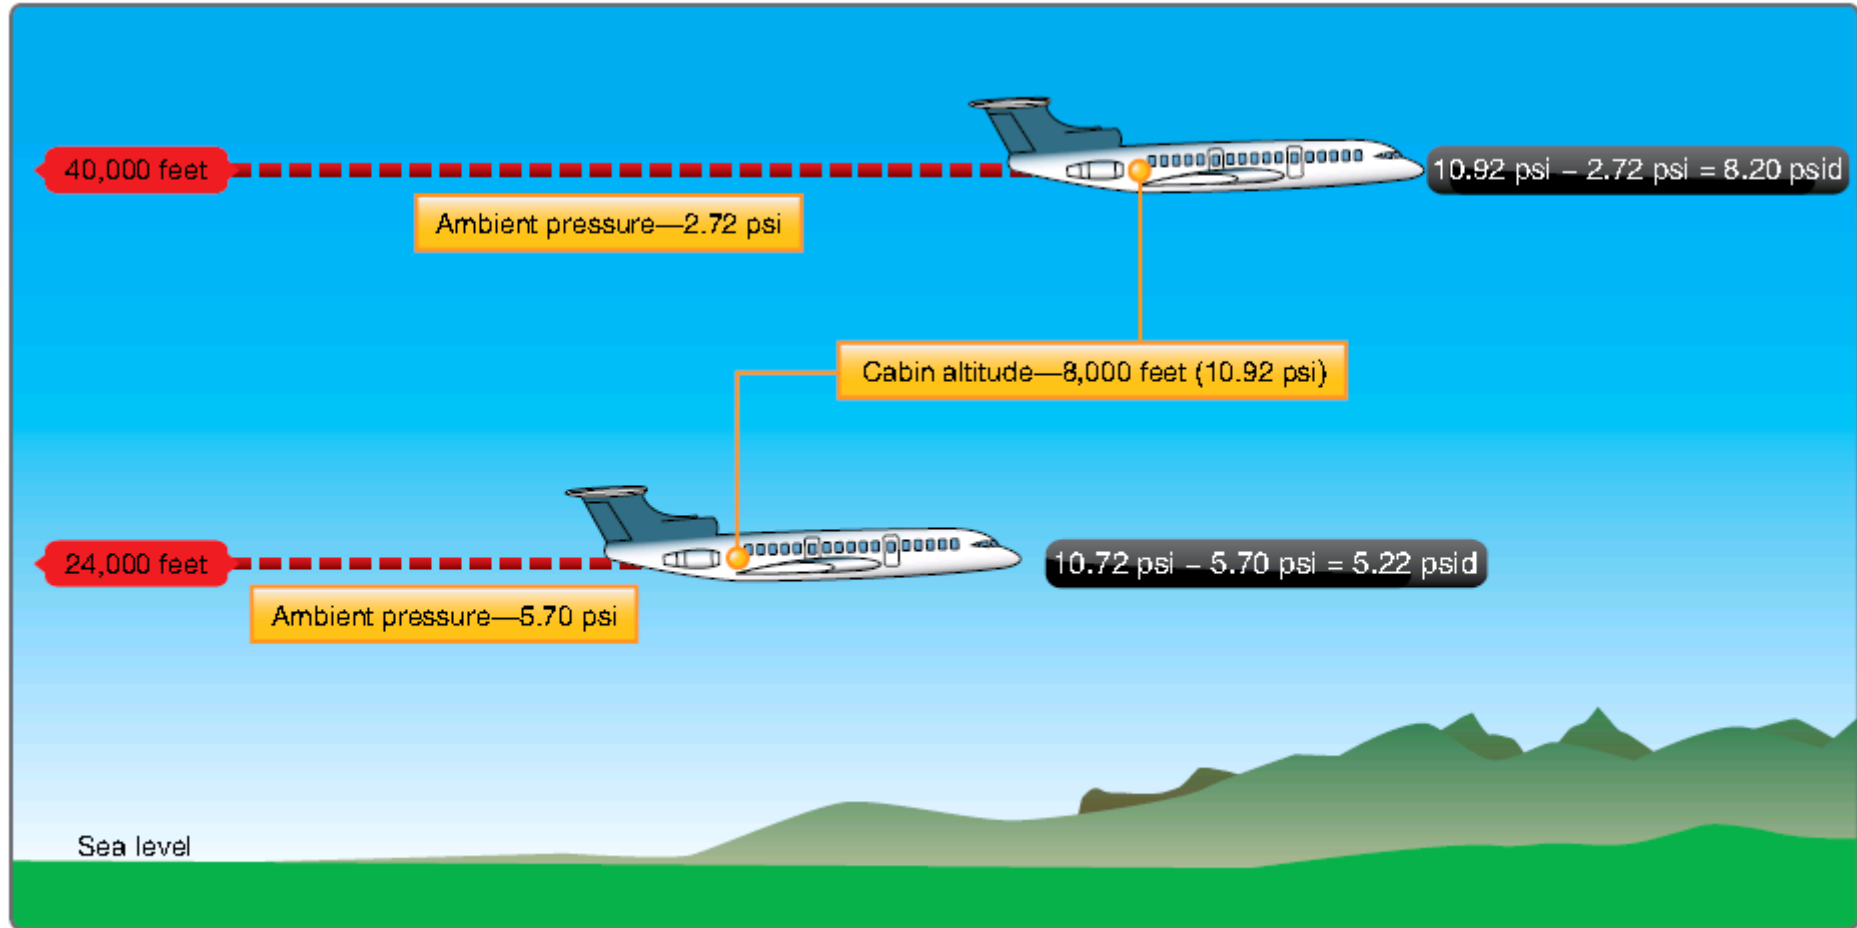 40,000 feet
10.92 psi – 2.72 psi = 8.20 psid
Ambient pressure—2.72 psi
Cabin altitude—8,000 feet (10.92 psi)
24,000 feet
10.72 psi – 5.70 psi = 5.22 psid
Ambient pressure—5.70 psi
Sea level